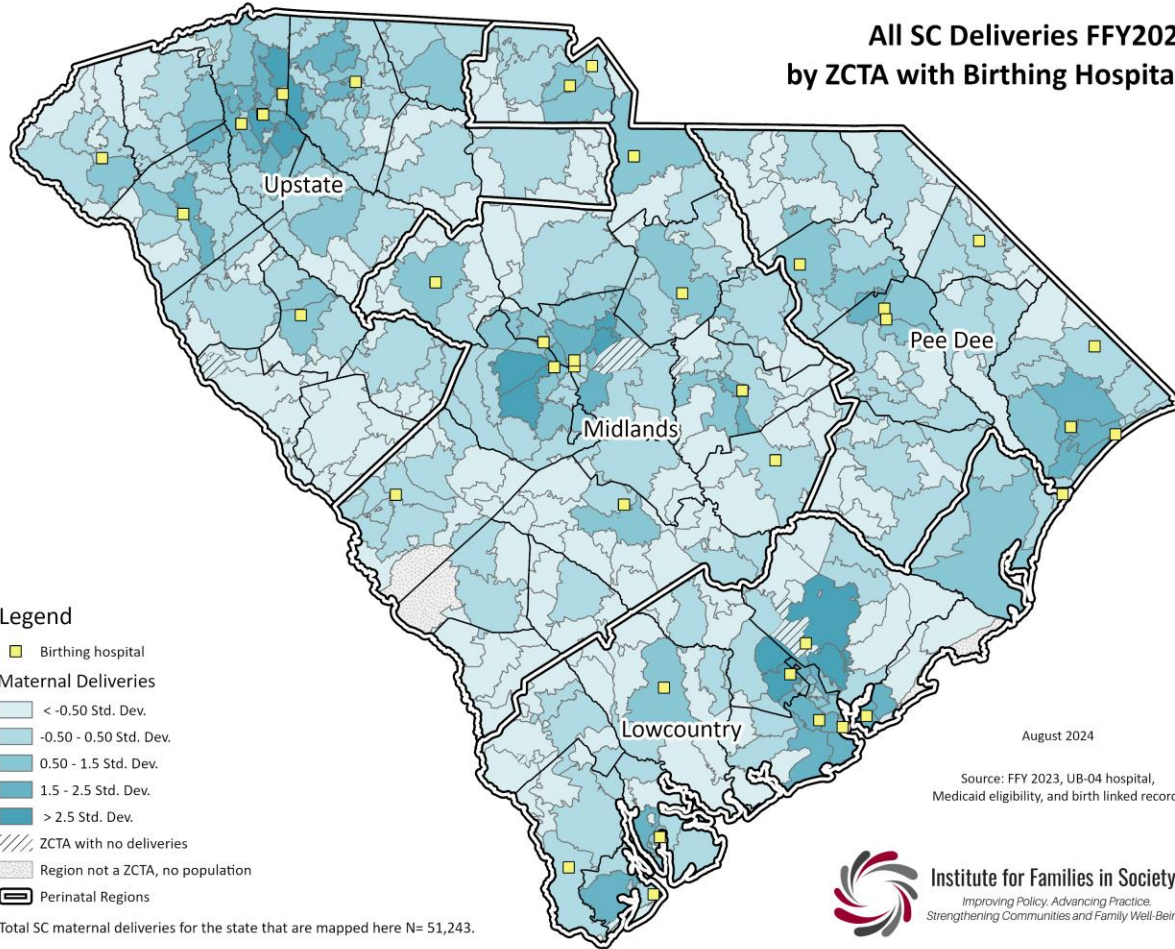 All SC Deliveries FFY202
by ZCTA with Birthing Hospita
Upstate
Pee Dee
Midlands
Lowcountry
Legend
Birthing hospital
Maternal Deliveries
< -0.50 Std. Dev.
-0.50 - 0.50 Std. Dev.
0.50 - 1.5 Std. Dev.
1.5 - 2.5 Std. Dev.
> 2.5 Std. Dev.
ZCTA with no deliveries
Region not a ZCTA, no population
Perinatal Regions
Total SC maternal deliveries for the state that are mapped here N= 51,243.
August 2024
Source: FFY 2023, UB-04 hospital,
Medicaid eligibility, and birth linked record
Institute for Families in Society
Improving Policy. Advancing Practice.
Strengthening Communities and Family Well-Bein